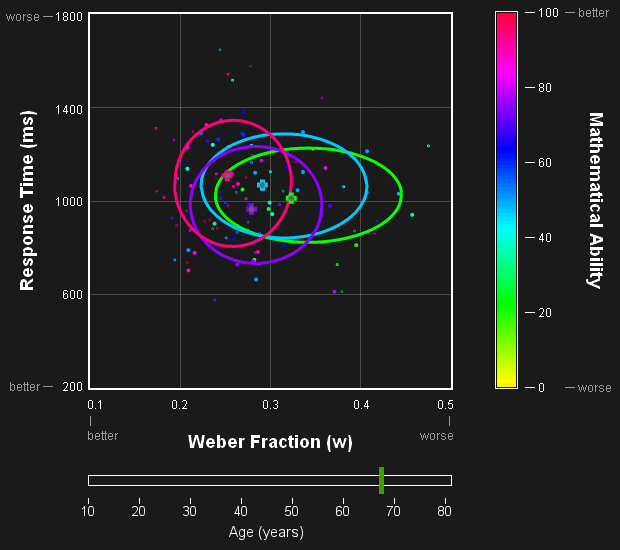 worse — 1800
1400
1000
600
better — 200
Response Time (ms)
0.1 0.2 0.3 0.4 0.5
better worse
Weber Fraction (w)
100 — better
80
60
40
20
0 — worse
Mathematical Ability
10 20 30 40 50 60 70 80
Age (years)